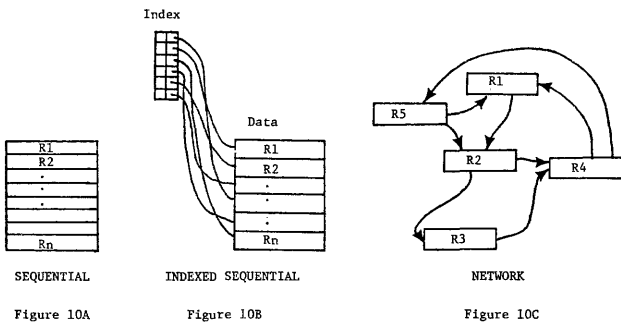 Index
Data
R1
R2
.
.
.
Rn
R1
R2
.
.
.
Rn
R1
R5
R2
R4
R3
SEQUENTIAL
INDEXED SEQUENTIAL
NETWORK
Figure 10A
Figure 10B
Figure 10C